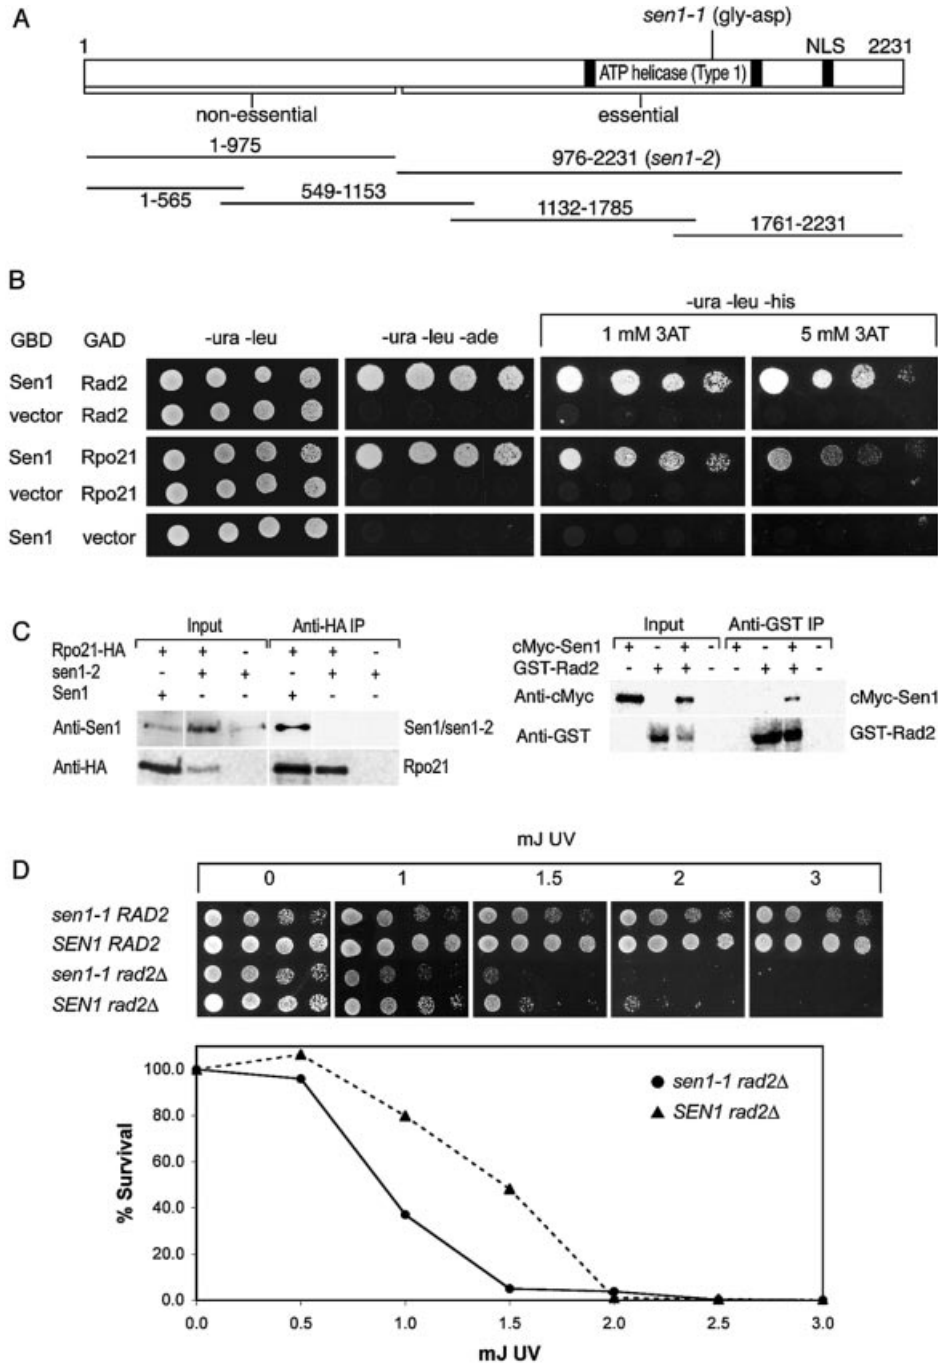 A
sen1-1 (gly-asp)
1
NLS
2231
ATP helicase (Type 1)
non-essential
essential
1-975
976-2231 (sen1-2)
1-565
549-1153
1132-1785
1761-2231
B
-ura -leu -his
GBD GAD -ura -leu -ura -leu -ade 1 mM 3AT 5 mM 3AT
Sen1 Rad2
vector Rad2
Sen1 Rpo21
vector Rpo21
Sen1 vector
C
Input Anti-HA IP
Rpo21-HA + + - + + -
sen1-2 - + + - + +
Sen1 + - - + - -
Anti-Sen1 Sen1/sen1-2
Anti-HA Rpo21
Input Anti-GST IP
cMyc-Sen1 + - + - + - + -
GST-Rad2 - + + - - + + -
Anti-cMyc cMyc-Sen1
Anti-GST GST-Rad2
D
mJ UV
0 1 1.5 2 3
sen1-1 RAD2
SEN1 RAD2
sen1-1 rad2Δ
SEN1 rad2Δ
% Survival
100.0
80.0
60.0
40.0
20.0
0.0
sen1-1 rad2Δ
SEN1 rad2Δ
0.0 0.5 1.0 1.5 2.0 2.5 3.0
mJ UV